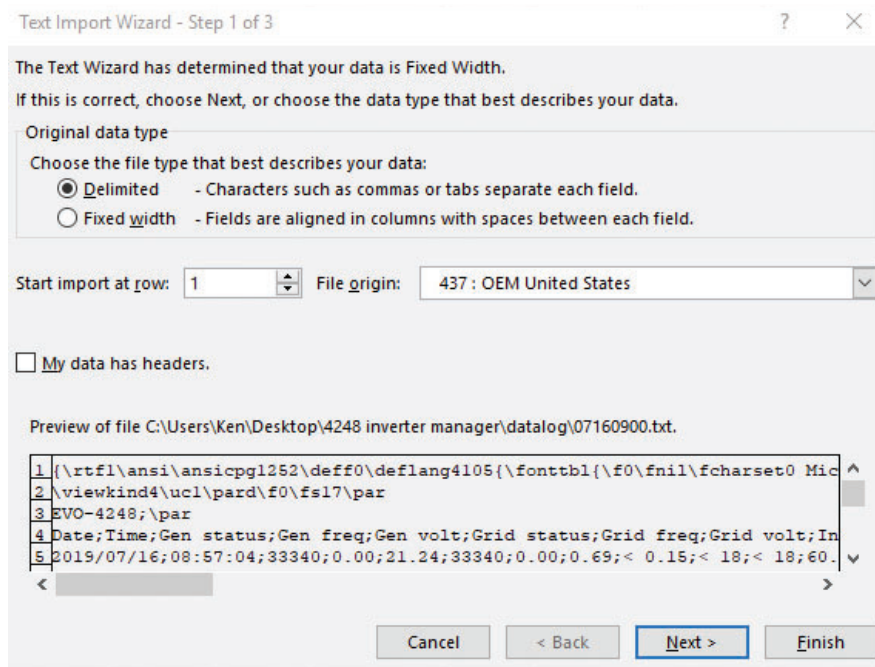 Text Import Wizard - Step 1 of 3 ?
The Text Wizard has determined that your data is Fixed Width.
If this is correct, choose Next, or choose the data type that best describes your data.
Original data type
Choose the file type that best describes your data:
Delimited - Characters such as commas or tabs separate each field.
Fixed width - Fields are aligned in columns with spaces between each field.
Start import at row: 1 File origin: 437 : OEM United States
My data has headers.
Preview of file C:\Users\Ken\Desktop\4248 inverter manager\datalog\07160900.txt.
1 {\rtf1\ansi\ansicpg1252\deff0\deflang4105{\fonttbl{\f0\fnil\fcharset0 Mic
2 \viewkind4\uc1\pard\f0\fs17\par
3 EVO-4248;\par
4 Date;Time;Gen status;Gen freq;Gen volt;Grid status;Grid freq;Grid volt;In
5 2019/07/16;08:57:04;33340;0.00;21.24;33340;0.00;0.69;< 0.15;< 18;< 18;60.
Cancel < Back Next > Finish